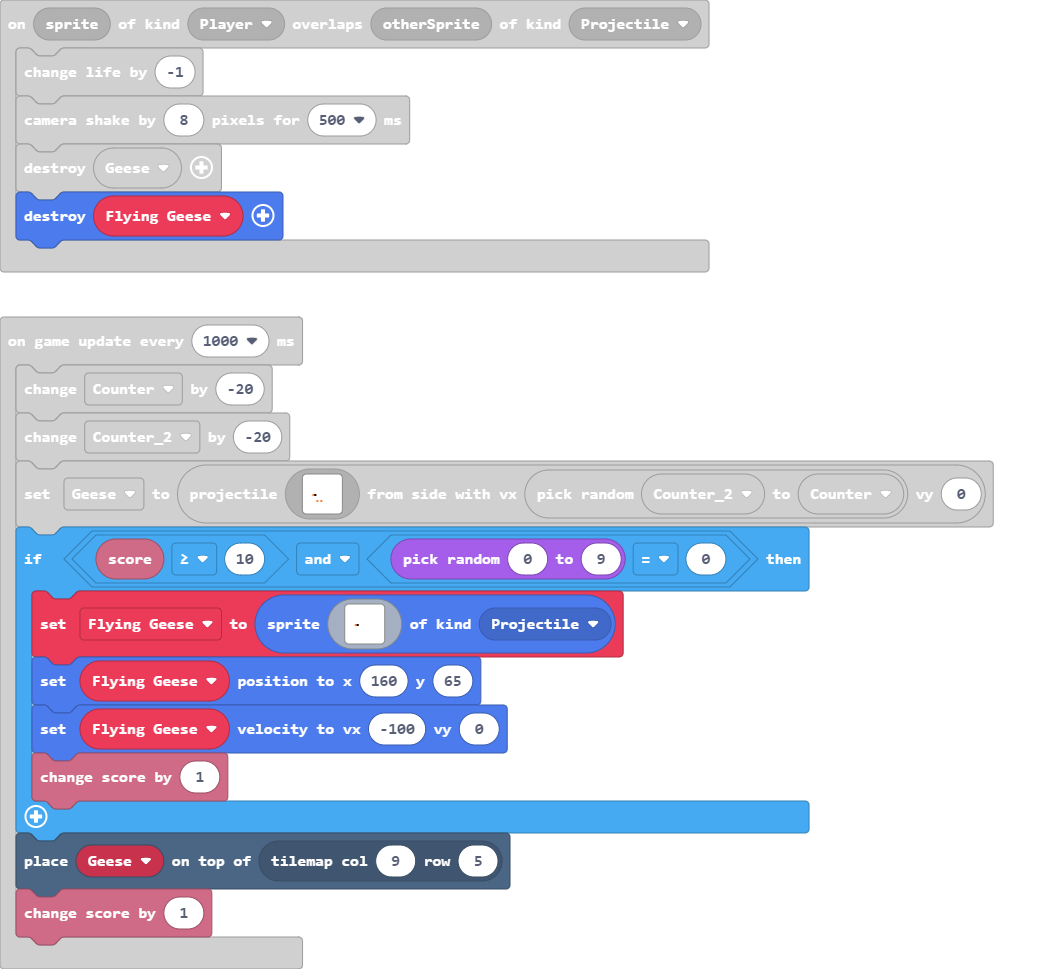 on sprite of kind Player overlaps otherSprite of kind Projectile
change life by -1
camera shake by 8 pixels for 500 ms
destroy Geese
destroy Flying Geese
on game update every 1000 ms
change Counter by -20
change Counter_2 by -20
set Geese to projectile from side with vx pick random Counter_2 to Counter vy 0
if score ≥ 10 and pick random 0 to 9 = 0 then
set Flying Geese to sprite of kind Projectile
set Flying Geese position to x 160 y 65
set Flying Geese velocity to vx -100 vy 0
change score by 1
place Geese on top of tilemap col 9 row 5
change score by 1